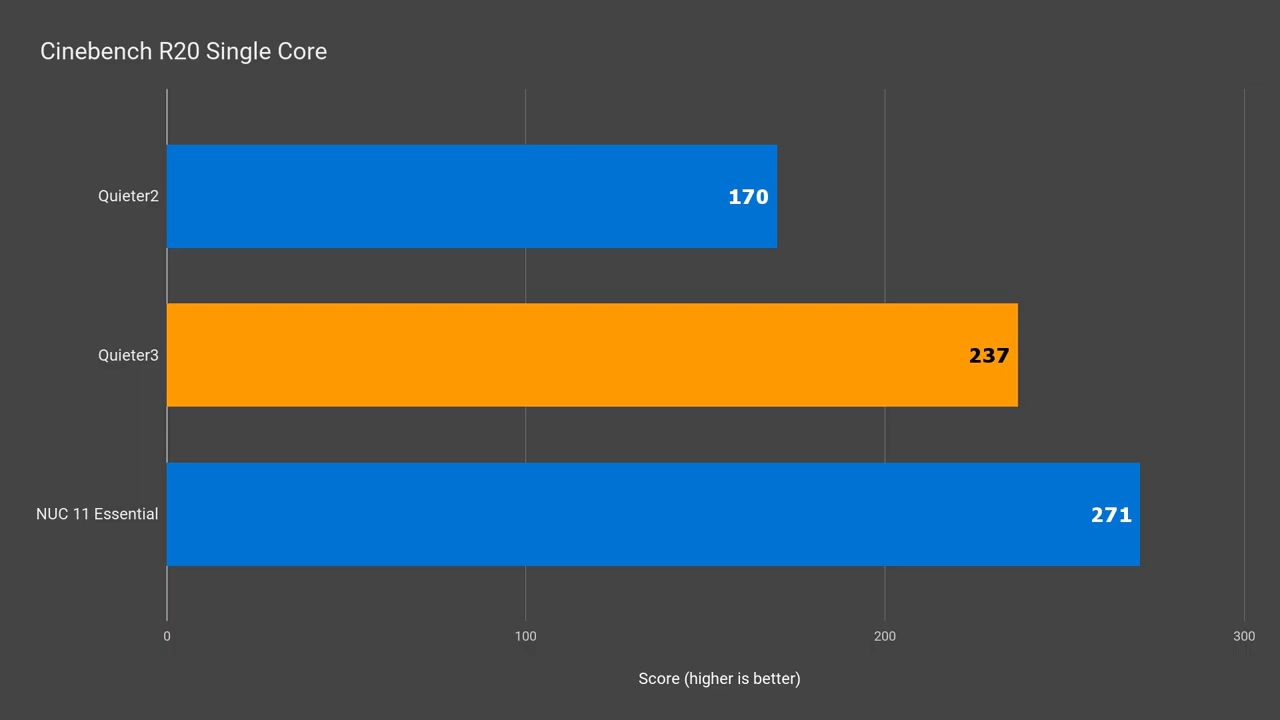 Cinebench R20 Single Core
Quieter2
170
Quieter3
237
NUC 11 Essential
271
0
100
200
300
Score (higher is better)